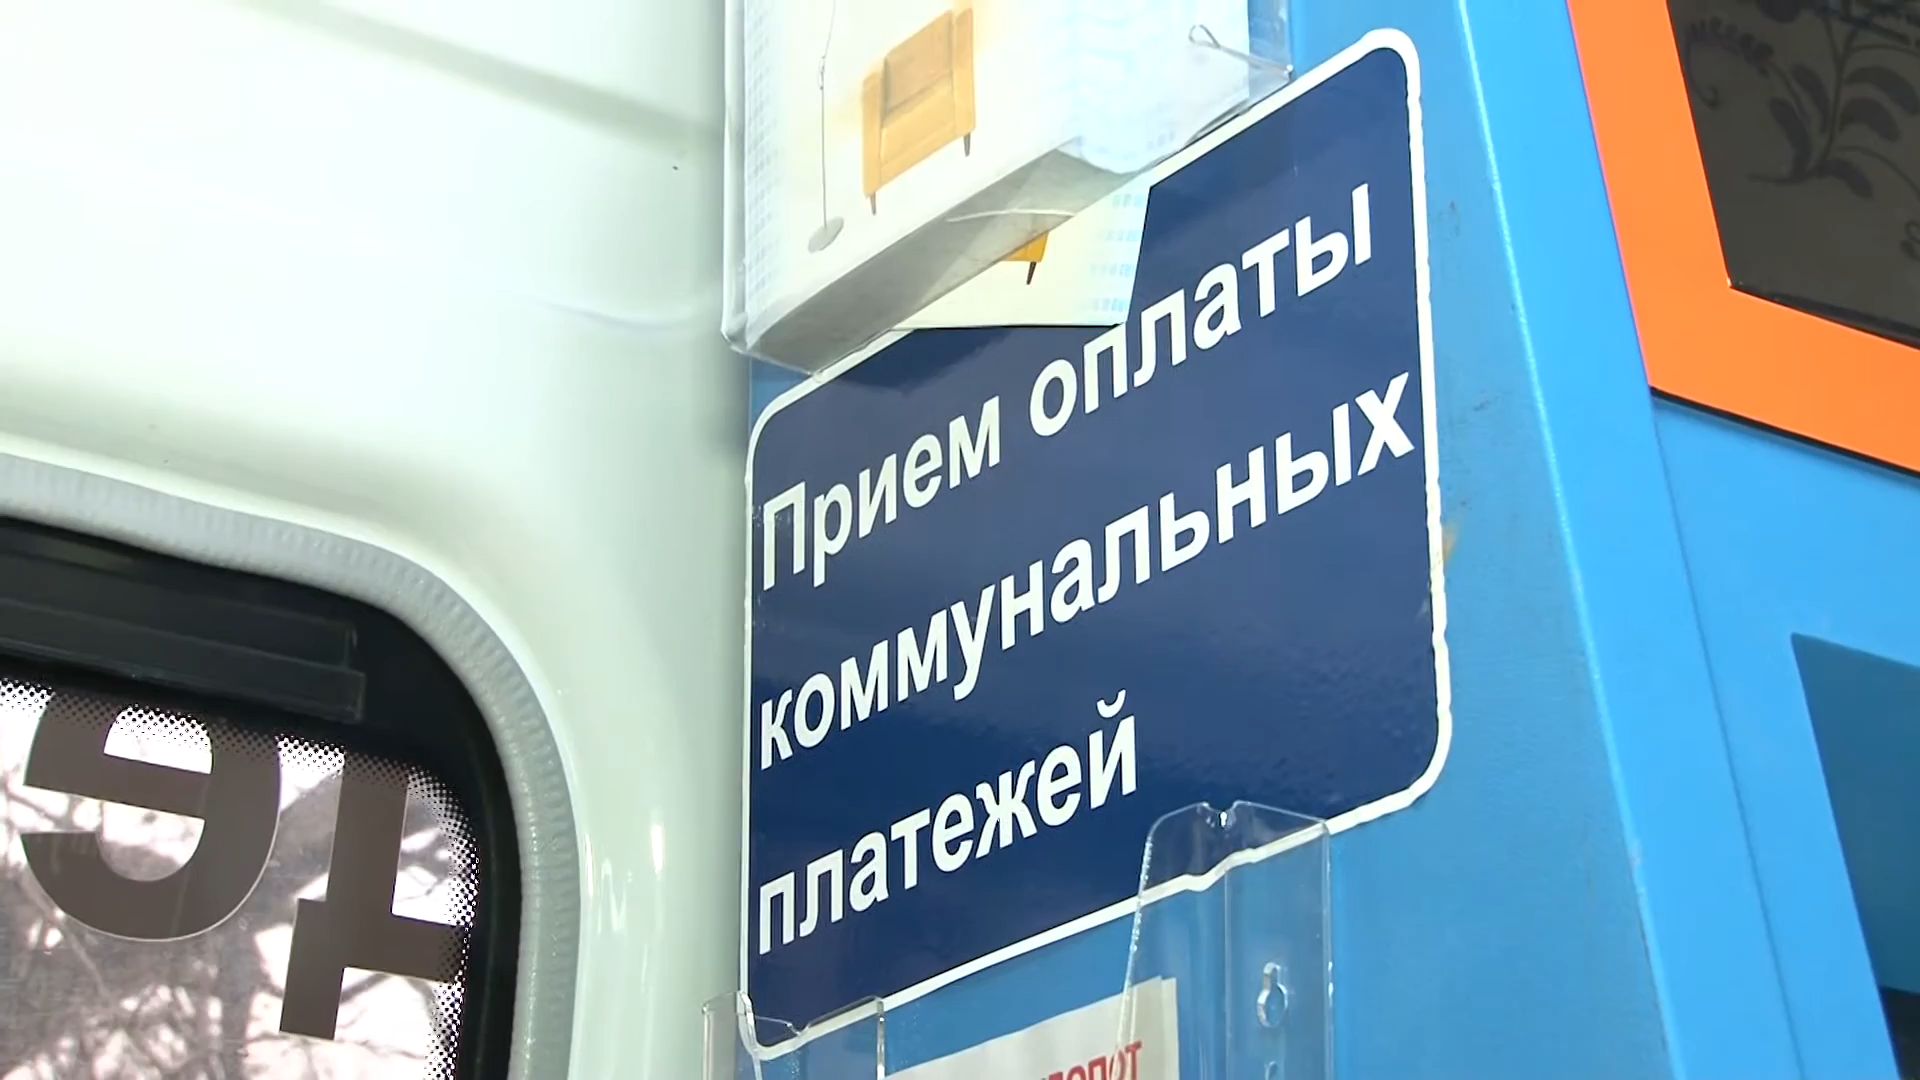 Прием оплаты
коммунальных
платежей